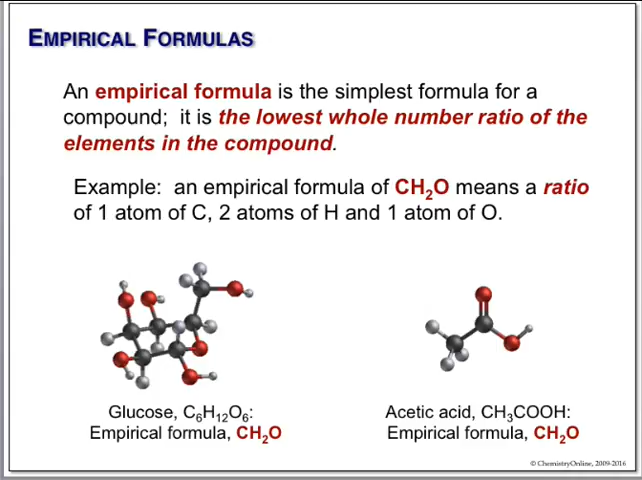 EMPIRICAL FORMULAS
An empirical formula is the simplest formula for a
compound; it is the lowest whole number ratio of the
elements in the compound.
Example: an empirical formula of CH₂O means a ratio
of 1 atom of C, 2 atoms of H and 1 atom of O.
Glucose, C₆H₁₂O₆:
Empirical formula, CH₂O
Acetic acid, CH₃COOH:
Empirical formula, CH₂O
© ChemistryOnline, 2009-2016